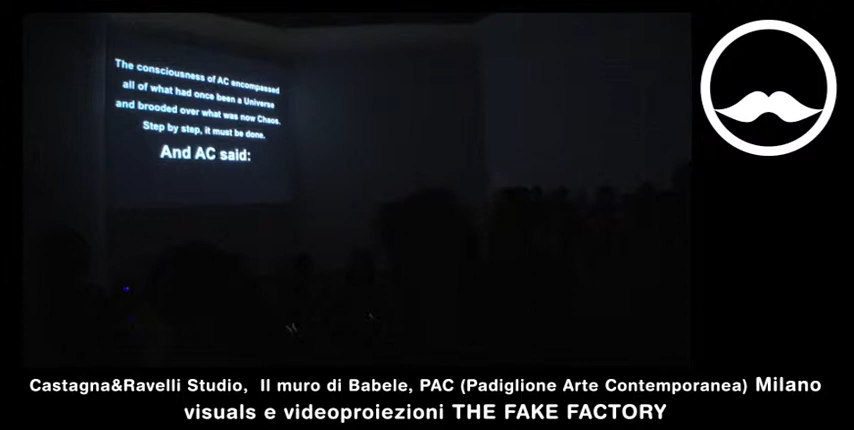 The consciousness of AC encompassed
all of what had once been a Universe
and brooded over what was now Chaos.
Step by step, it must be done.
And AC said:
Castagna&Ravelli Studio, Il muro di Babele, PAC (Padiglione Arte Contemporanea) Milano
visuals e videoproiezioni THE FAKE FACTORY